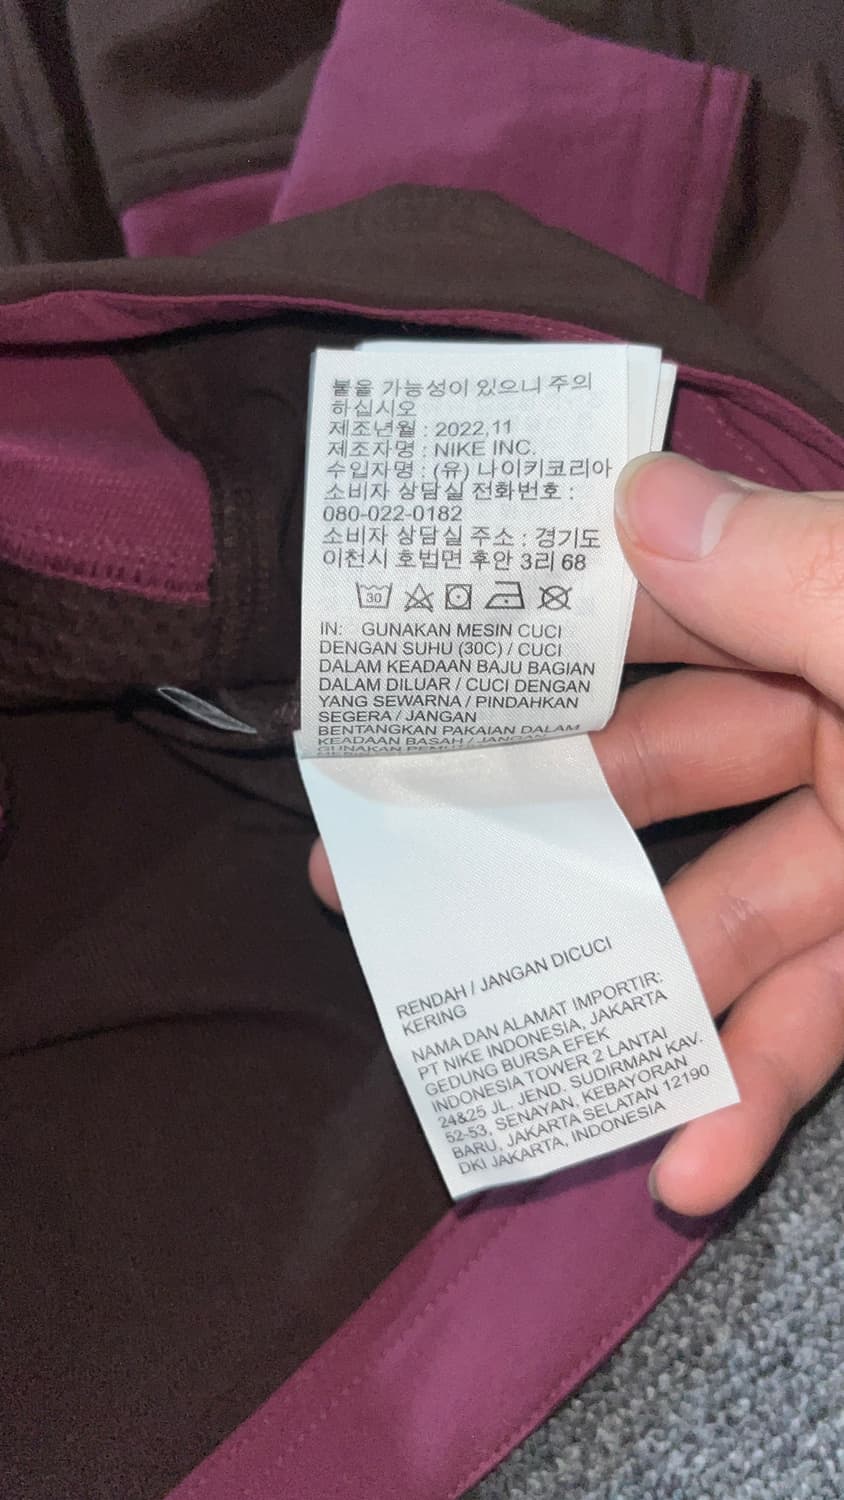 붙을 가능성이 있으니 주의
하십시오
제조년월 : 2022,11
제조자명 : NIKE INC.
수입자명 : (유) 나이키코리아
소비자 상담실 전화번호 :
080-022-0182
소비자 상담실 주소 : 경기도
이천시 호법면 후안 3리 68
30
IN: GUNAKAN MESIN CUCI
DENGAN SUHU (30C) / CUCI
DALAM KEADAAN BAJU BAGIAN
DALAM DILUAR / CUCI DENGAN
YANG SEWARNA / PINDAHKAN
SEGERA / JANGAN
BENTANGKAN PAKAIAN DALAM
KEADAAN BASAH / JANGAN
GUNAKAN
RENDAH / JANGAN DICUCI
KERING
NAMA DAN ALAMAT IMPORTIR:
PT NIKE INDONESIA, JAKARTA
GEDUNG BURSA EFEK
INDONESIA TOWER 2 LANTAI
24&25 JL. JEND. SUDIRMAN KAV.
52-53, SENAYAN, KEBAYORAN
BARU, JAKARTA SELATAN 12190
DKI JAKARTA, INDONESIA